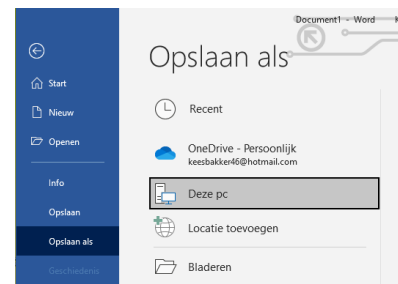 Document1 - Word
Opslaan als
Start
Nieuw
Openen
Info
Opslaan
Opslaan als
Geschiedenis
Recent
OneDrive - Persoonlijk
keesbakker46@hotmail.com
Deze pc
Locatie toevoegen
Bladeren